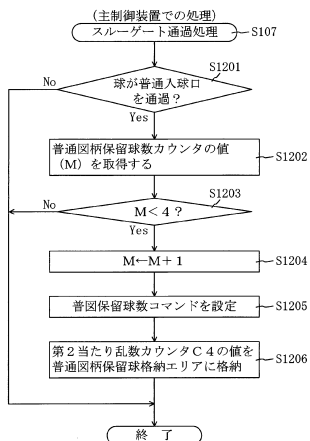 (主制御装置での処理)
スルーゲート通過処理
S107
S1201
球が普通入球口
を通過?
No
Yes
普通図柄保留球数カウンタの値
(M)を取得する
S1202
S1203
M<4?
No
Yes
M←M+1
S1204
普図保留球数コマンドを設定
S1205
第2当たり乱数カウンタC4の値を
普通図柄保留球格納エリアに格納
S1206
終 了